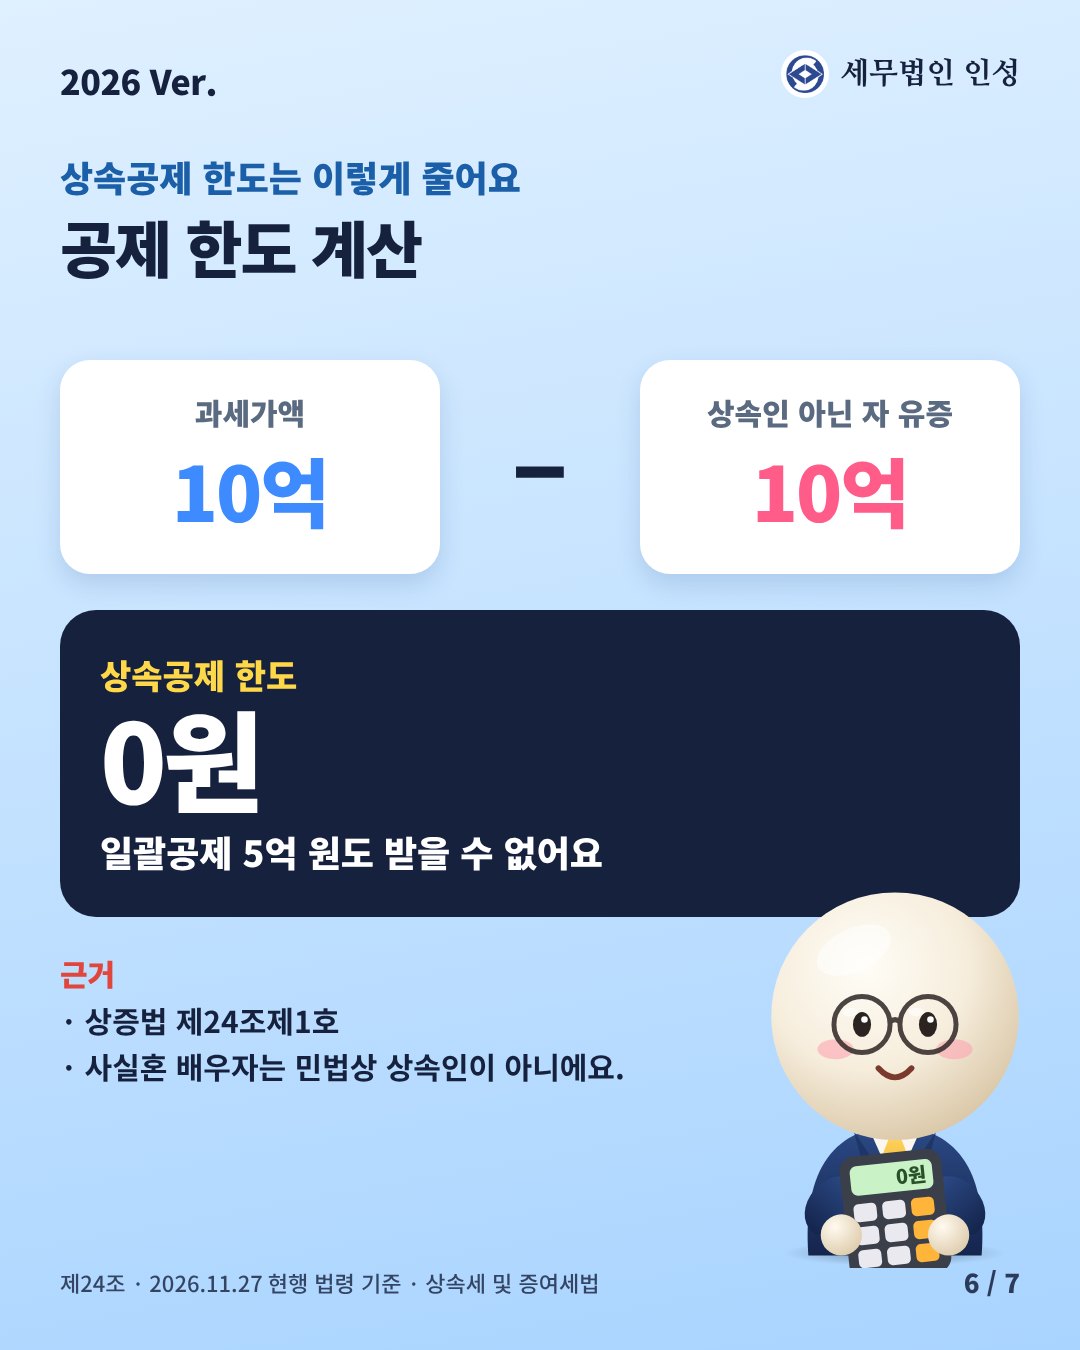 2026 Ver.
세무법인 인성
상속공제 한도는 이렇게 줄어요
공제 한도 계산
과세가액
10억
−
상속인 아닌 자 유증
10억
상속공제 한도
0원
일괄공제 5억 원도 받을 수 없어요
근거
· 상증법 제24조제1호
· 사실혼 배우자는 민법상 상속인이 아니에요.
0원
제24조 · 2026.11.27 현행 법령 기준 · 상속세 및 증여세법
6 / 7